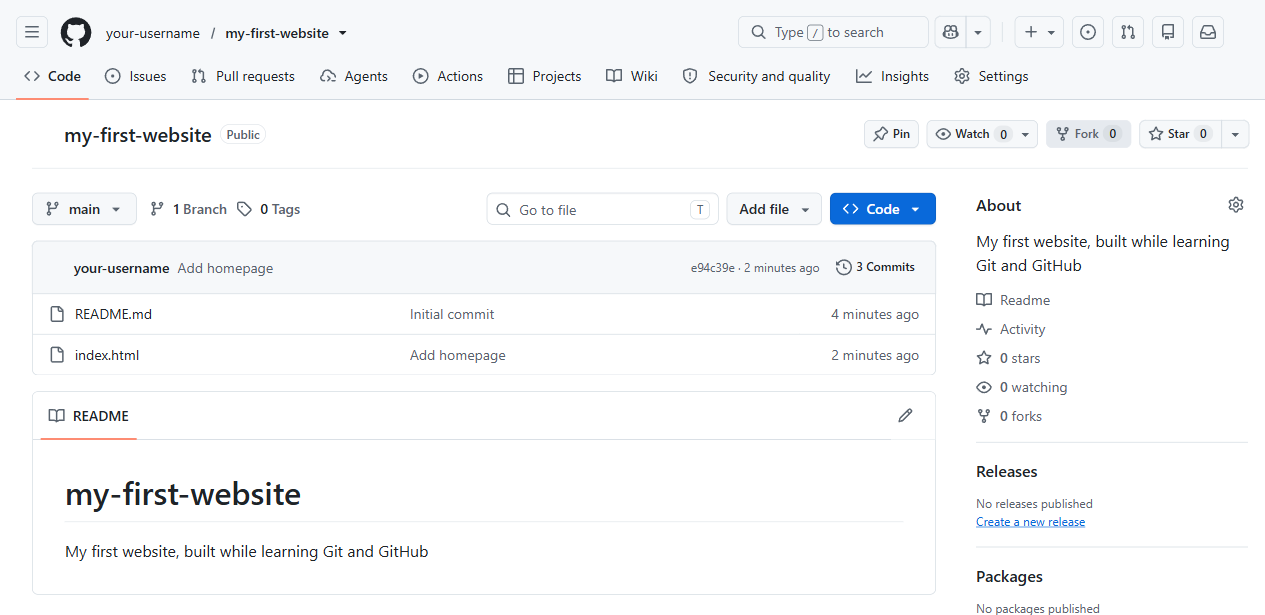 your-username / my-first-website
Type / to search
Code Issues Pull requests Agents Actions Projects Wiki Security and quality Insights Settings
my-first-website Public
Pin Watch 0 Fork 0 Star 0
main 1 Branch 0 Tags Go to file T Add file Code
your-username Add homepage e94c39e · 2 minutes ago 3 Commits
README.md Initial commit 4 minutes ago
index.html Add homepage 2 minutes ago
README
my-first-website
My first website, built while learning Git and GitHub
About
My first website, built while learning
Git and GitHub
Readme
Activity
0 stars
0 watching
0 forks
Releases
No releases published
Create a new release
Packages
No packages published